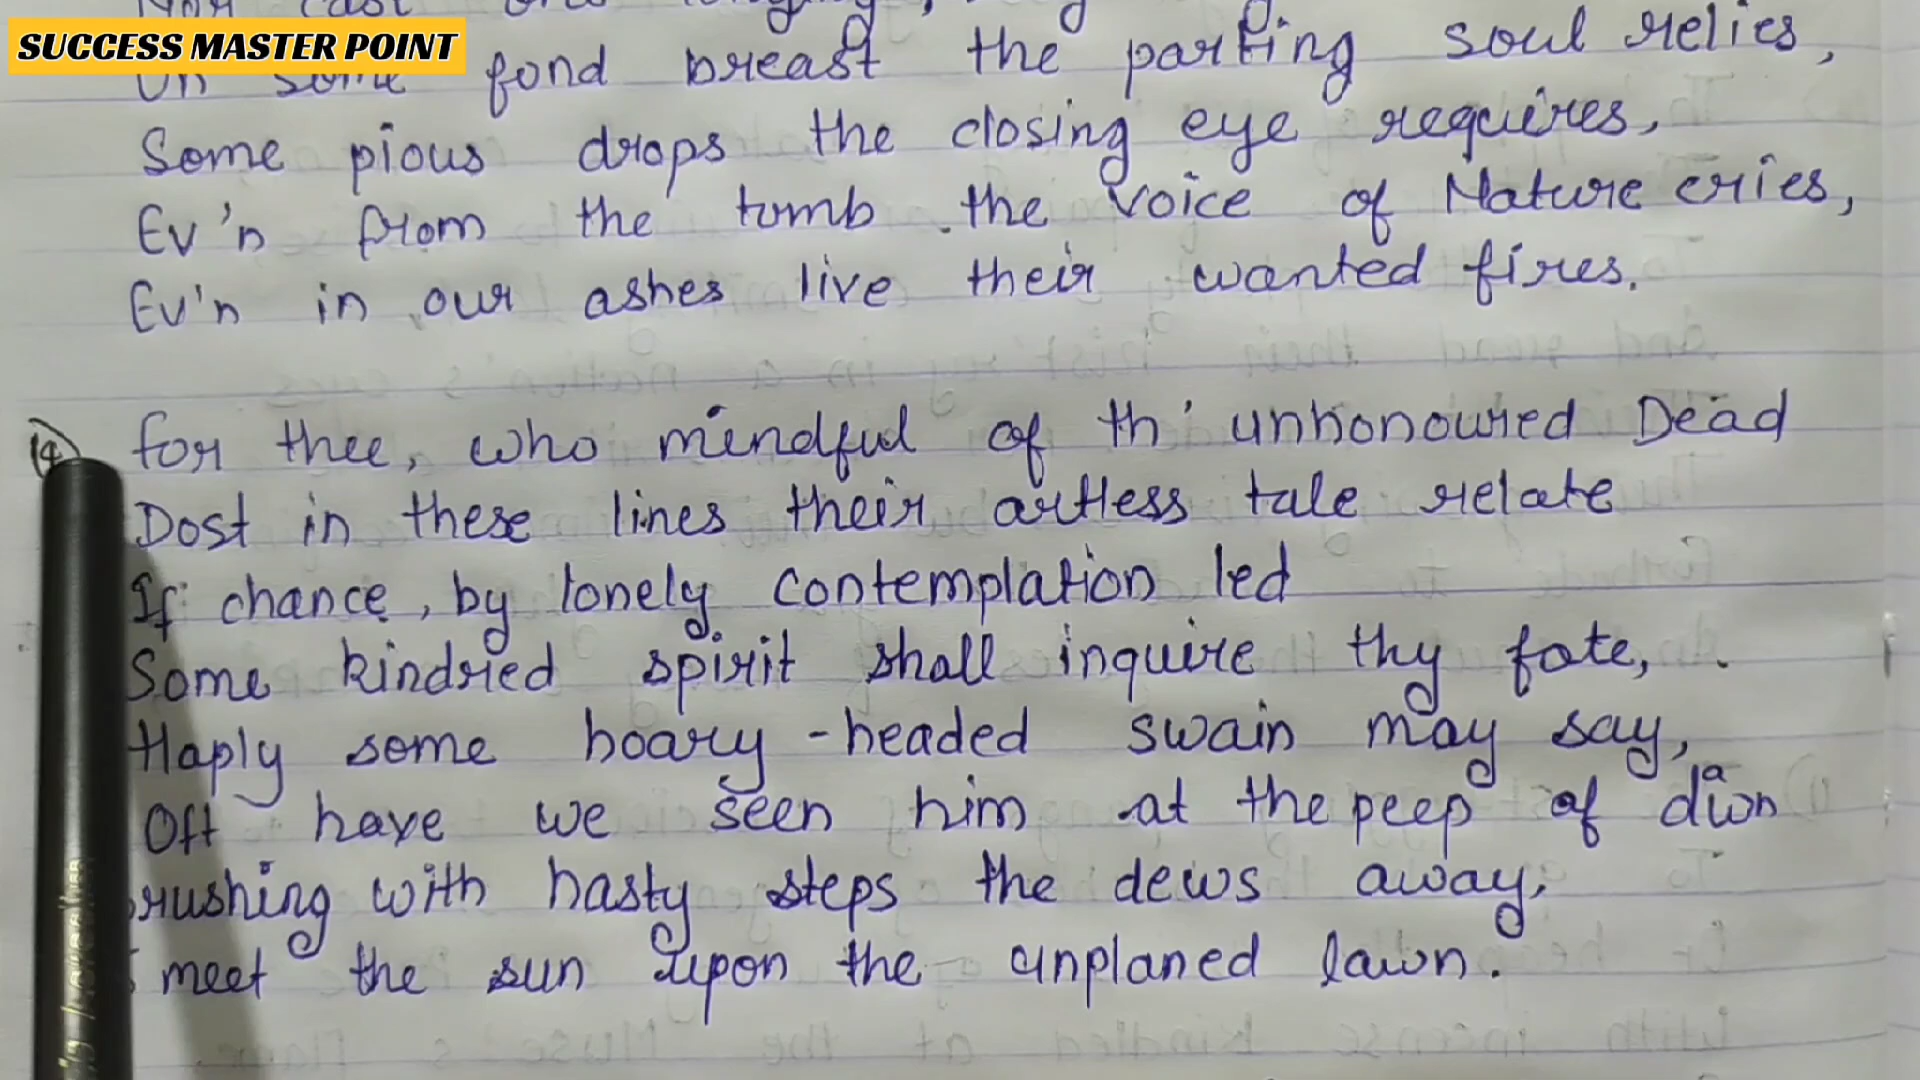 SUCCESS MASTER POINT
fond breast the parting soul relies,
Some pious drops the closing eye requires,
Ev'n from the tomb the voice of Nature cries,
Ev'n in our ashes live their wanted fires.
14
for thee, who mindful of th' unhonoured Dead
Dost in these lines their artless tale relate
If chance, by lonely contemplation led
Some kindried spirit shall inquire thy fate,
Haply some hoary-headed swain may say,
Oft have we seen him at the peep of dawn
rushing with hasty steps the dews away,
meet the sun upon the unplaned lawn.